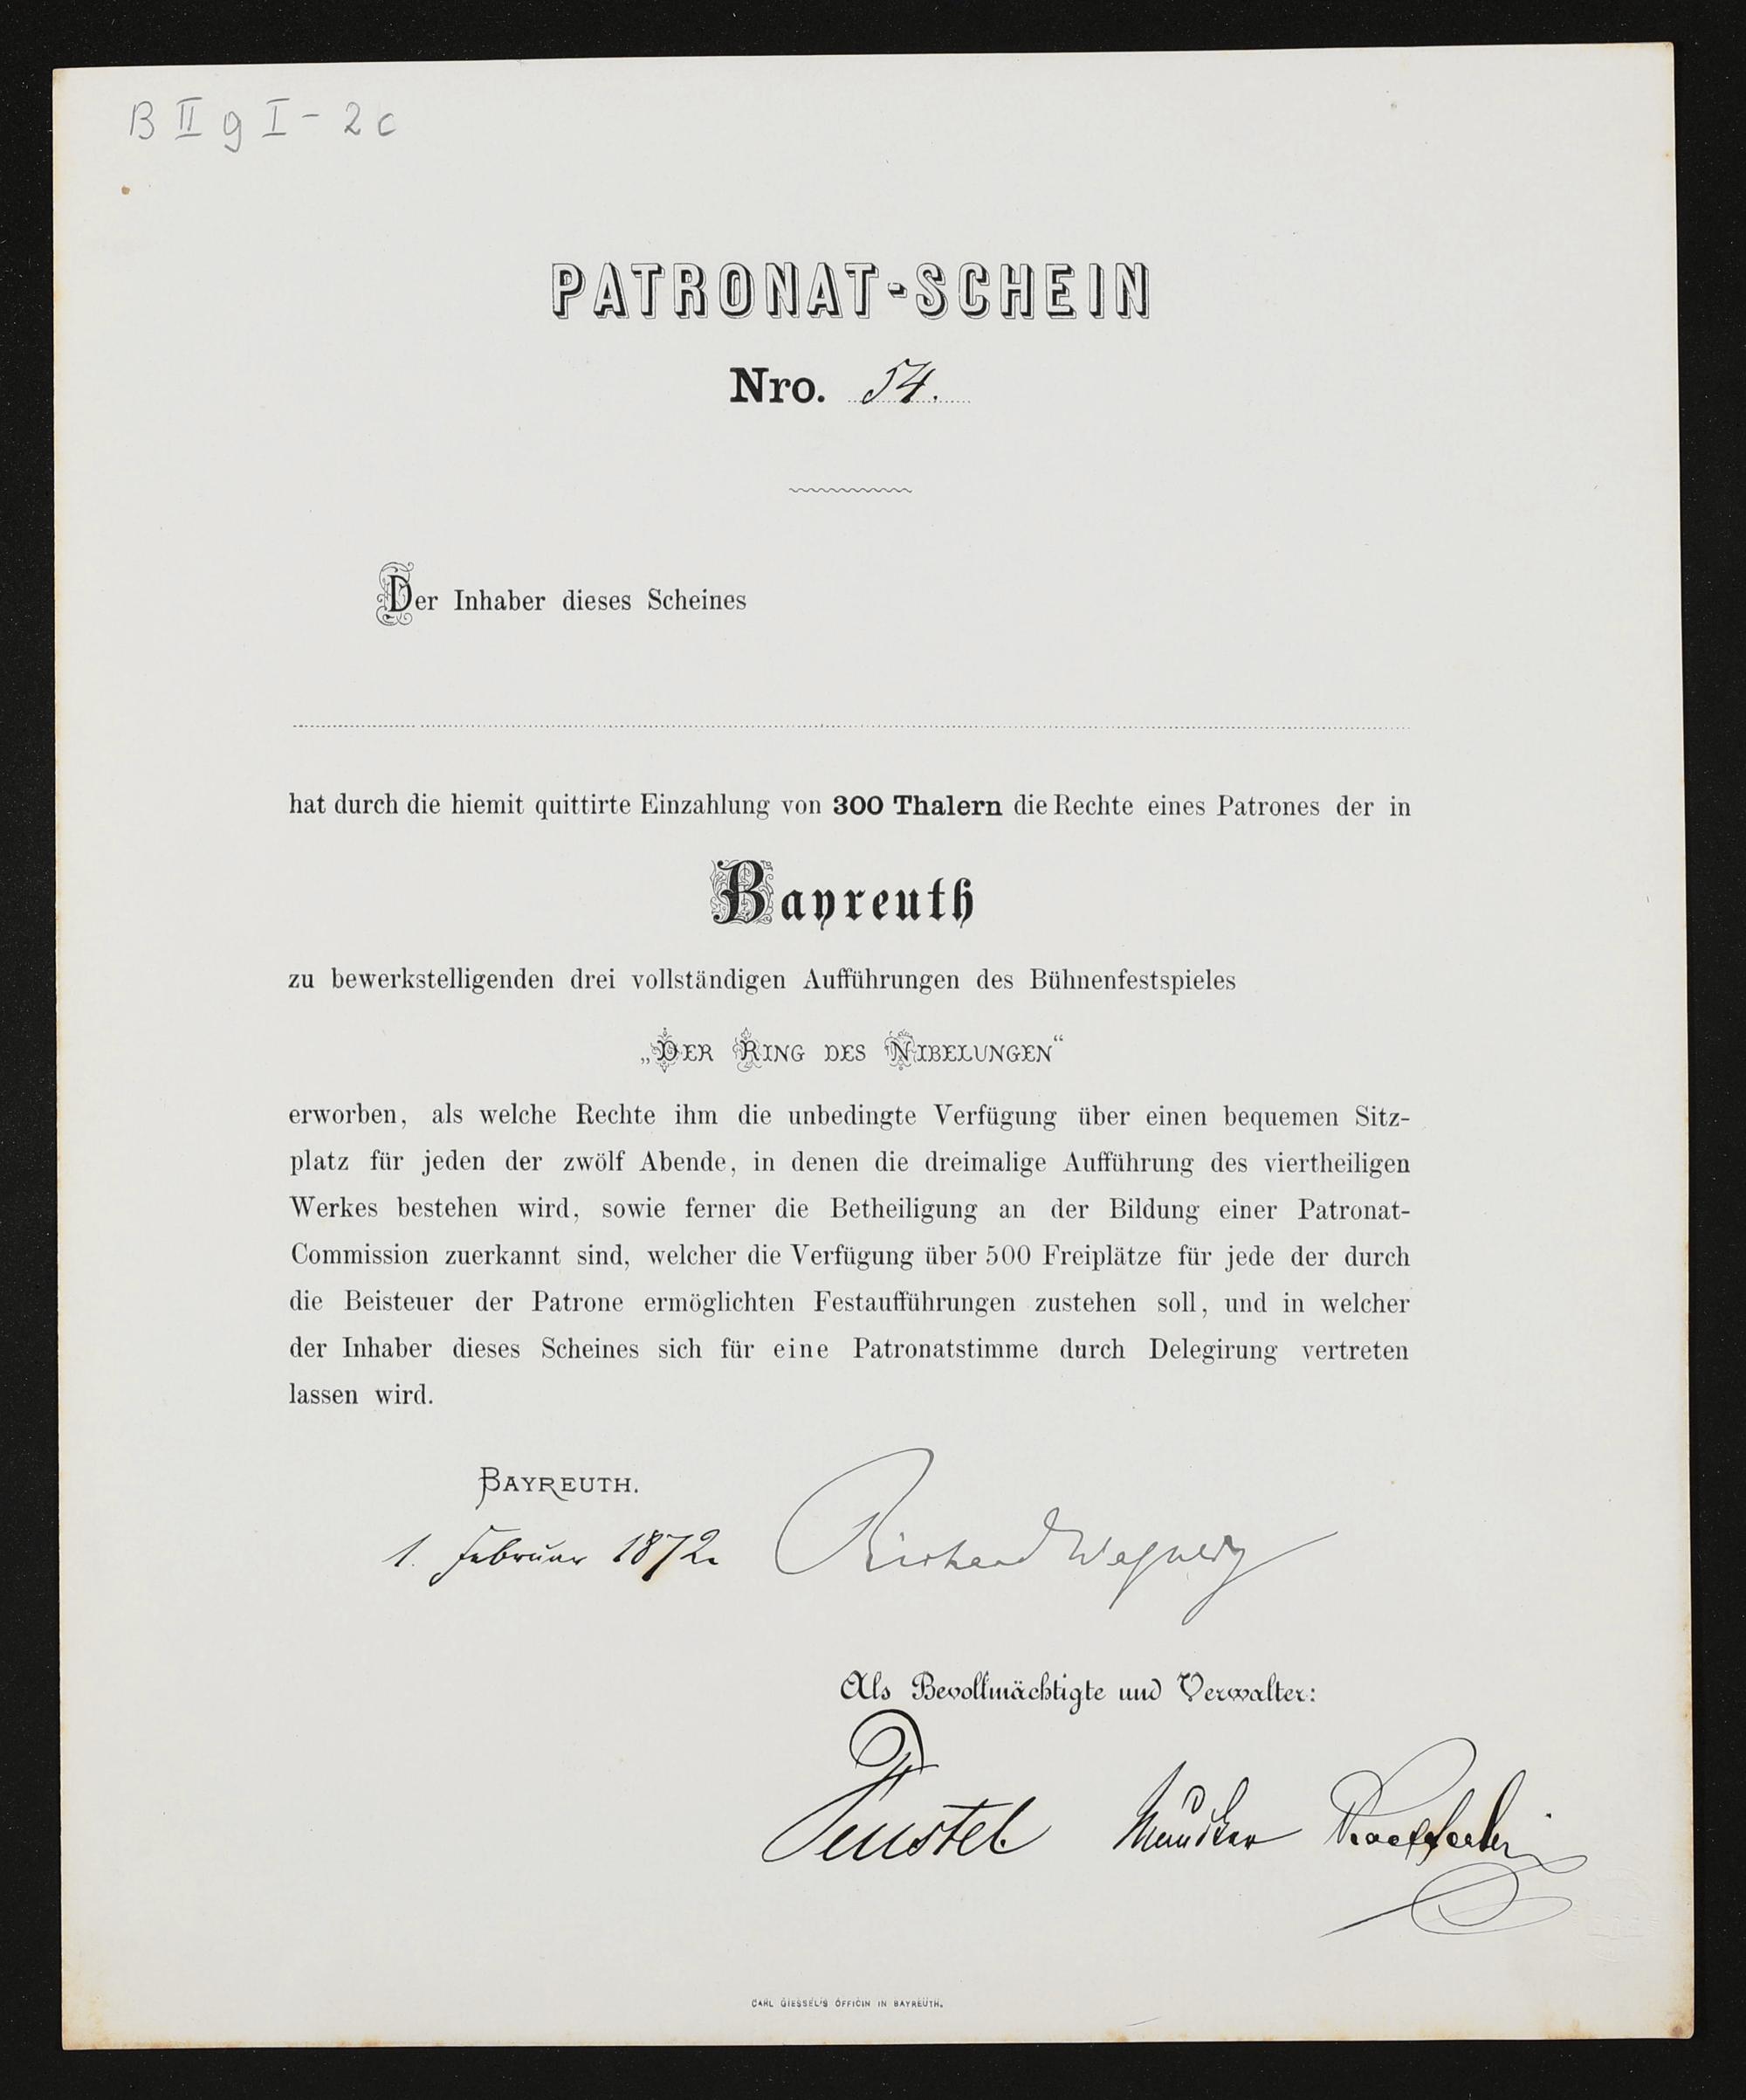 B II g I - 2c
PATRONAT-SCHEIN
Nro. 54.
Der Inhaber dieses Scheines
hat durch die hiemit quittirte Einzahlung von 300 Thalern die Rechte eines Patrones der in
Bayreuth
zu bewerkstelligenden drei vollständigen Aufführungen des Bühnenfestspieles
„DER RING DES NIBELUNGEN“
erworben, als welche Rechte ihm die unbedingte Verfügung über einen bequemen Sitz-
platz für jeden der zwölf Abende, in denen die dreimalige Aufführung des viertheiligen
Werkes bestehen wird, sowie ferner die Betheiligung an der Bildung einer Patronat-
Commission zuerkannt sind, welcher die Verfügung über 500 Freiplätze für jede der durch
die Beisteuer der Patrone ermöglichten Festaufführungen zustehen soll, und in welcher
der Inhaber dieses Scheines sich für eine Patronatstimme durch Delegirung vertreten
lassen wird.
BAYREUTH.
1. Februar 1872. Richard Wagner
Als Bevollmächtigte und Verwalter:
Feustel Muncker
CARL GIESSEL'S OFFICIN IN BAYREUTH.